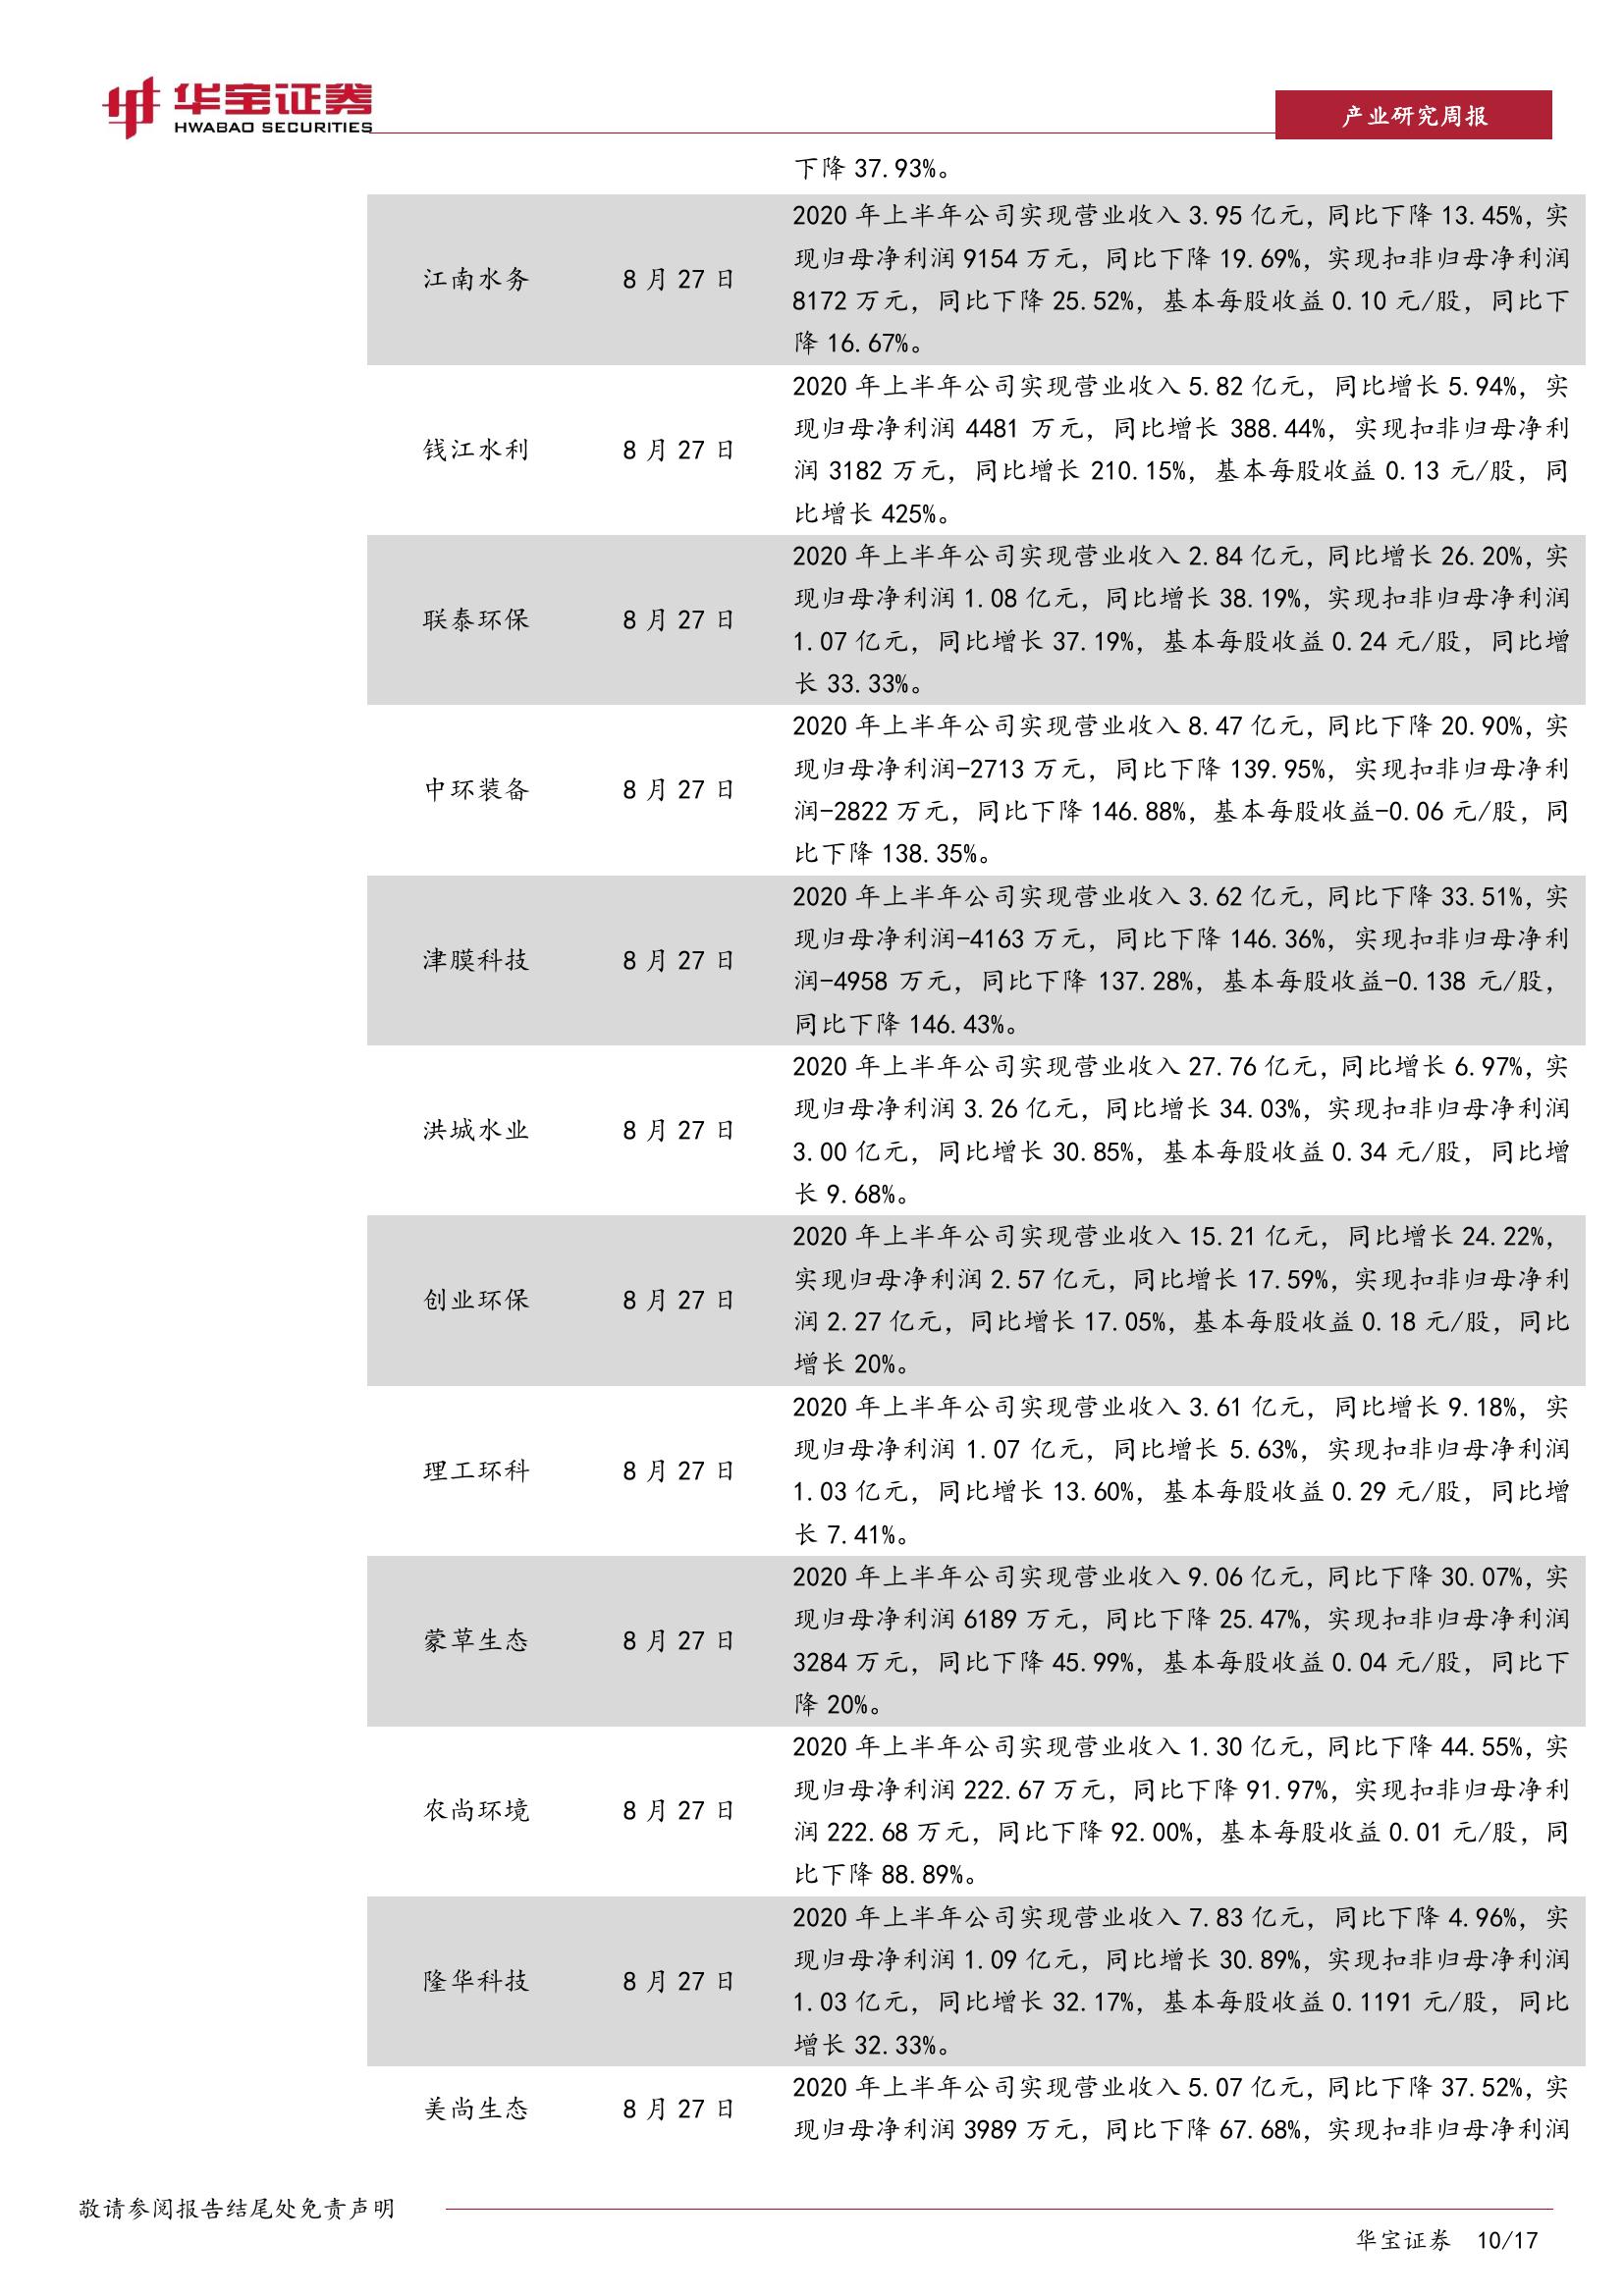 华宝证券
HWABAO SECURITIES
产业研究周报
下降 37.93%。
2020 年上半年公司实现营业收入 3.95 亿元，同比下降 13.45%，实
现归母净利润 9154 万元，同比下降 19.69%，实现扣非归母净利润
江南水务 8 月 27 日
8172 万元，同比下降 25.52%，基本每股收益 0.10 元/股，同比下
降 16.67%。
2020 年上半年公司实现营业收入 5.82 亿元，同比增长 5.94%，实
现归母净利润 4481 万元，同比增长 388.44%，实现扣非归母净利
钱江水利 8 月 27 日
润 3182 万元，同比增长 210.15%，基本每股收益 0.13 元/股，同
比增长 425%。
2020 年上半年公司实现营业收入 2.84 亿元，同比增长 26.20%，实
现归母净利润 1.08 亿元，同比增长 38.19%，实现扣非归母净利润
联泰环保 8 月 27 日
1.07 亿元，同比增长 37.19%，基本每股收益 0.24 元/股，同比增
长 33.33%。
2020 年上半年公司实现营业收入 8.47 亿元，同比下降 20.90%，实
现归母净利润-2713 万元，同比下降 139.95%，实现扣非归母净利
中环装备 8 月 27 日
润-2822 万元，同比下降 146.88%，基本每股收益-0.06 元/股，同
比下降 138.35%。
2020 年上半年公司实现营业收入 3.62 亿元，同比下降 33.51%，实
现归母净利润-4163 万元，同比下降 146.36%，实现扣非归母净利
津膜科技 8 月 27 日
润-4958 万元，同比下降 137.28%，基本每股收益-0.138 元/股，
同比下降 146.43%。
2020 年上半年公司实现营业收入 27.76 亿元，同比增长 6.97%，实
现归母净利润 3.26 亿元，同比增长 34.03%，实现扣非归母净利润
洪城水业 8 月 27 日
3.00 亿元，同比增长 30.85%，基本每股收益 0.34 元/股，同比增
长 9.68%。
2020 年上半年公司实现营业收入 15.21 亿元，同比增长 24.22%，
实现归母净利润 2.57 亿元，同比增长 17.59%，实现扣非归母净利
创业环保 8 月 27 日
润 2.27 亿元，同比增长 17.05%，基本每股收益 0.18 元/股，同比
增长 20%。
2020 年上半年公司实现营业收入 3.61 亿元，同比增长 9.18%，实
现归母净利润 1.07 亿元，同比增长 5.63%，实现扣非归母净利润
理工环科 8 月 27 日
1.03 亿元，同比增长 13.60%，基本每股收益 0.29 元/股，同比增
长 7.41%。
2020 年上半年公司实现营业收入 9.06 亿元，同比下降 30.07%，实
现归母净利润 6189 万元，同比下降 25.47%，实现扣非归母净利润
蒙草生态 8 月 27 日
3284 万元，同比下降 45.99%，基本每股收益 0.04 元/股，同比下
降 20%。
2020 年上半年公司实现营业收入 1.30 亿元，同比下降 44.55%，实
现归母净利润 222.67 万元，同比下降 91.97%，实现扣非归母净利
农尚环境 8 月 27 日
润 222.68 万元，同比下降 92.00%，基本每股收益 0.01 元/股，同
比下降 88.89%。
2020 年上半年公司实现营业收入 7.83 亿元，同比下降 4.96%，实
现归母净利润 1.09 亿元，同比增长 30.89%，实现扣非归母净利润
隆华科技 8 月 27 日
1.03 亿元，同比增长 32.17%，基本每股收益 0.1191 元/股，同比
增长 32.33%。
2020 年上半年公司实现营业收入 5.07 亿元，同比下降 37.52%，实
美尚生态 8 月 27 日
现归母净利润 3989 万元，同比下降 67.68%，实现扣非归母净利润
敬请参阅报告结尾处免责声明
华宝证券 10/17